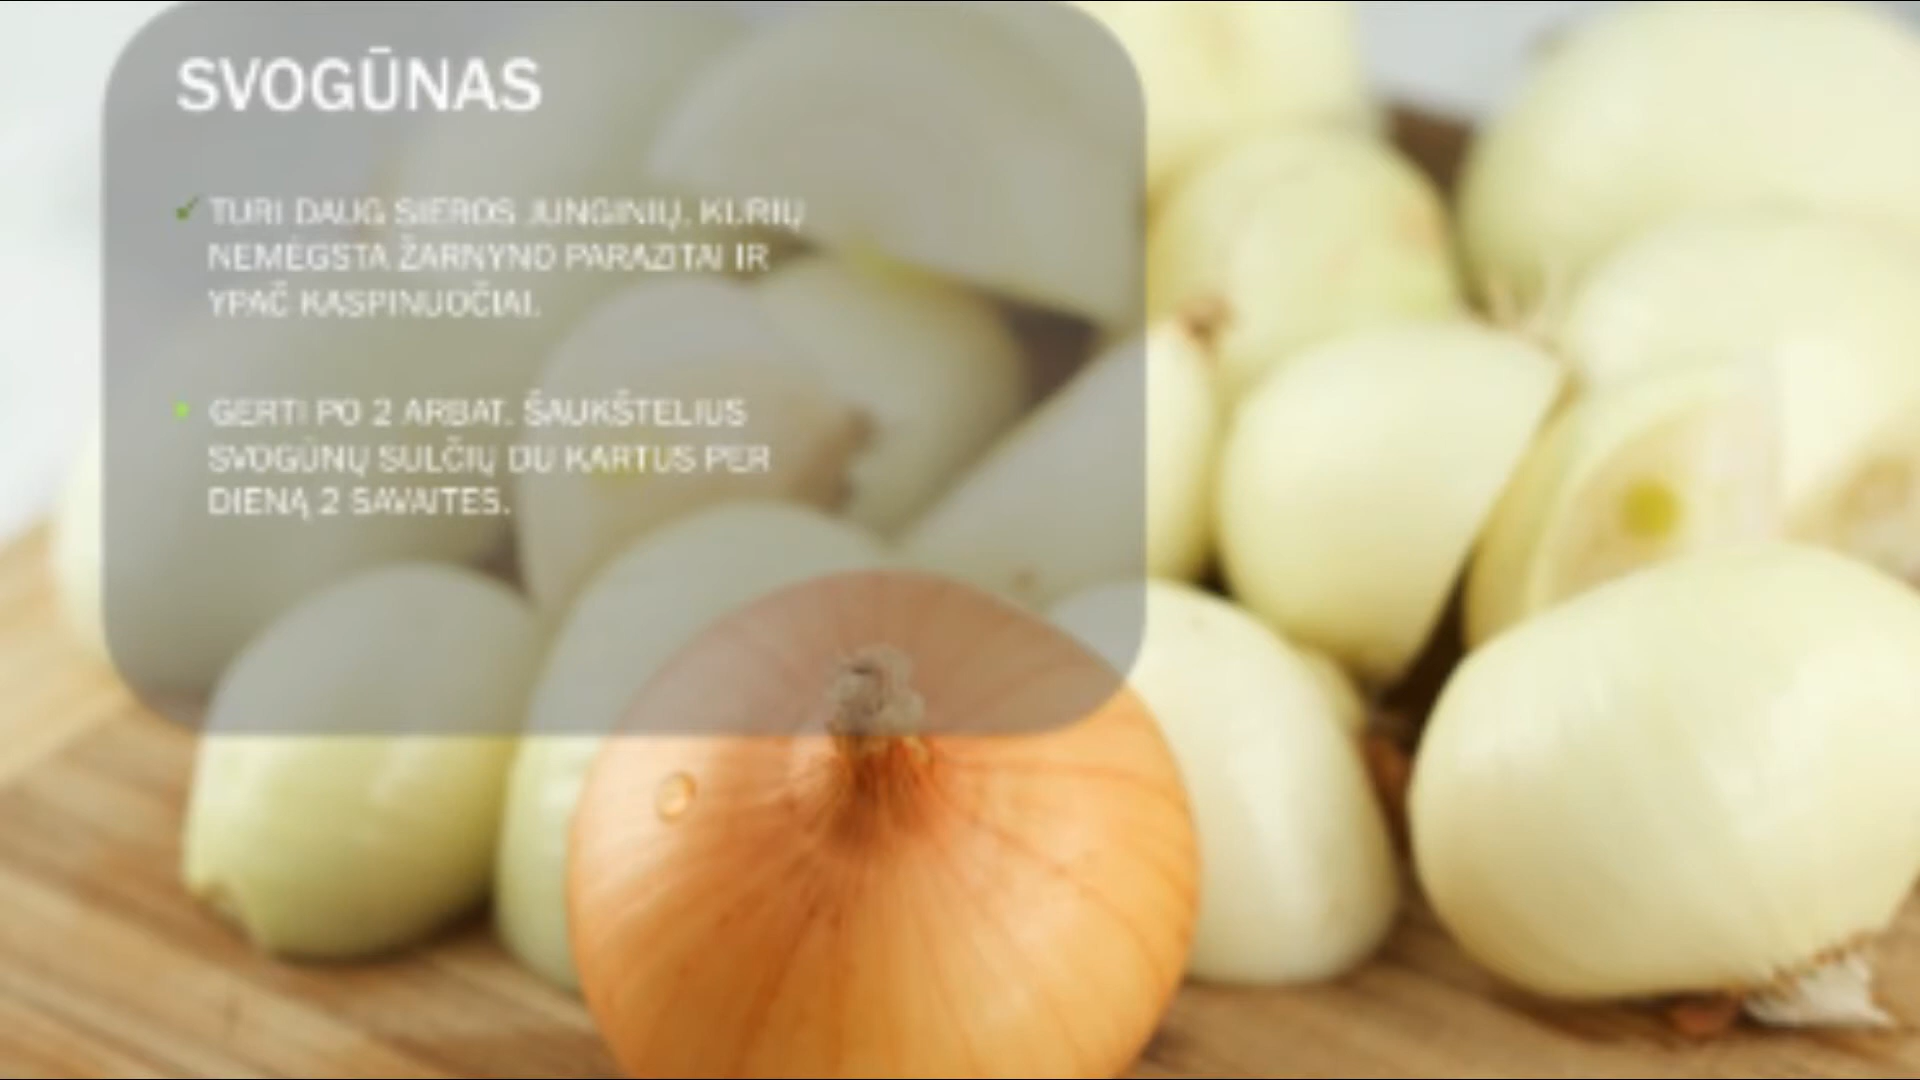 SVOGŪNAS
TURI DAUG SIEROS JUNGINIŲ, KURIŲ
NEMĖGSTA ŽARNYNO PARAZITAI IR
YPAČ KASPINUOČIAI.
GERTI PO 2 ARBAT. ŠAUKŠTELIUS
SVOGŪNŲ SULČIŲ DU KARTUS PER
DIENĄ 2 SAVAITES.